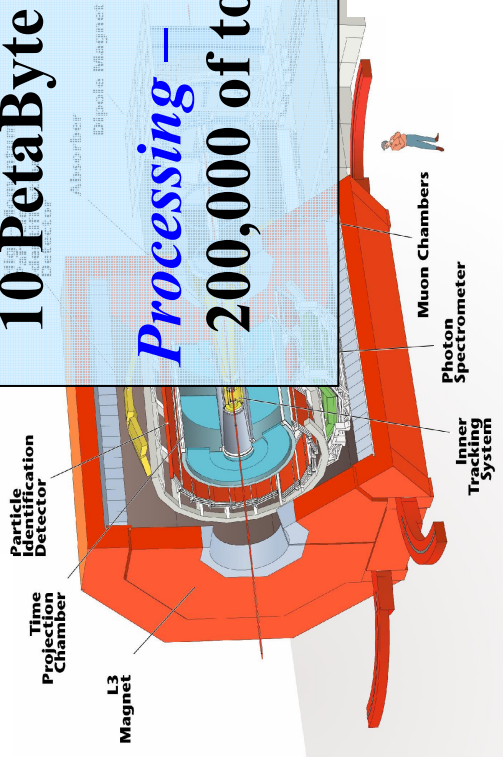 10 PetaByte
Processing –
200,000 of to
Dipole Magnet
Absorber
Detector
Particle
Identification
Detector
Time
Projection
Chamber
L3
Magnet
Muon Chambers
Photon
Spectrometer
Inner
Tracking
System